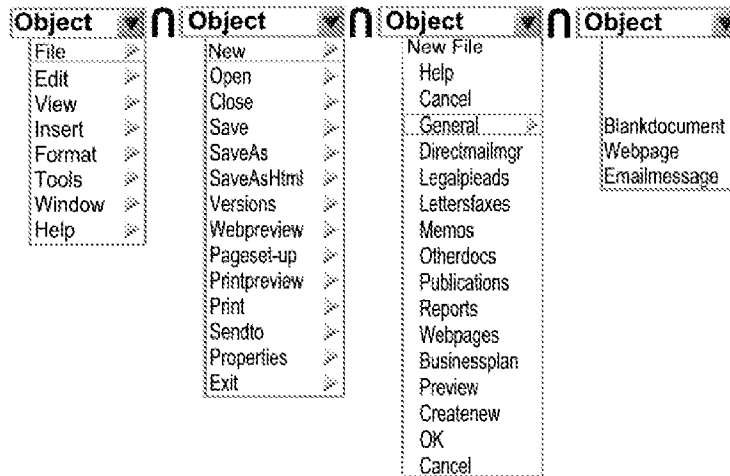 Object ∩ Object ∩ Object ∩ Object
File
Edit
View
Insert
Format
Tools
Window
Help
New
Open
Close
Save
SaveAs
SaveAsHtml
Versions
Webpreview
Pageset-up
Printpreview
Print
Sendto
Properties
Exit
New File
Help
Cancel
General
Directmailmgr
Legalpleads
Lettersfaxes
Memos
Otherdocs
Publications
Reports
Webpages
Businessplan
Preview
Createnew
OK
Cancel
Blankdocument
Webpage
Emailmessage